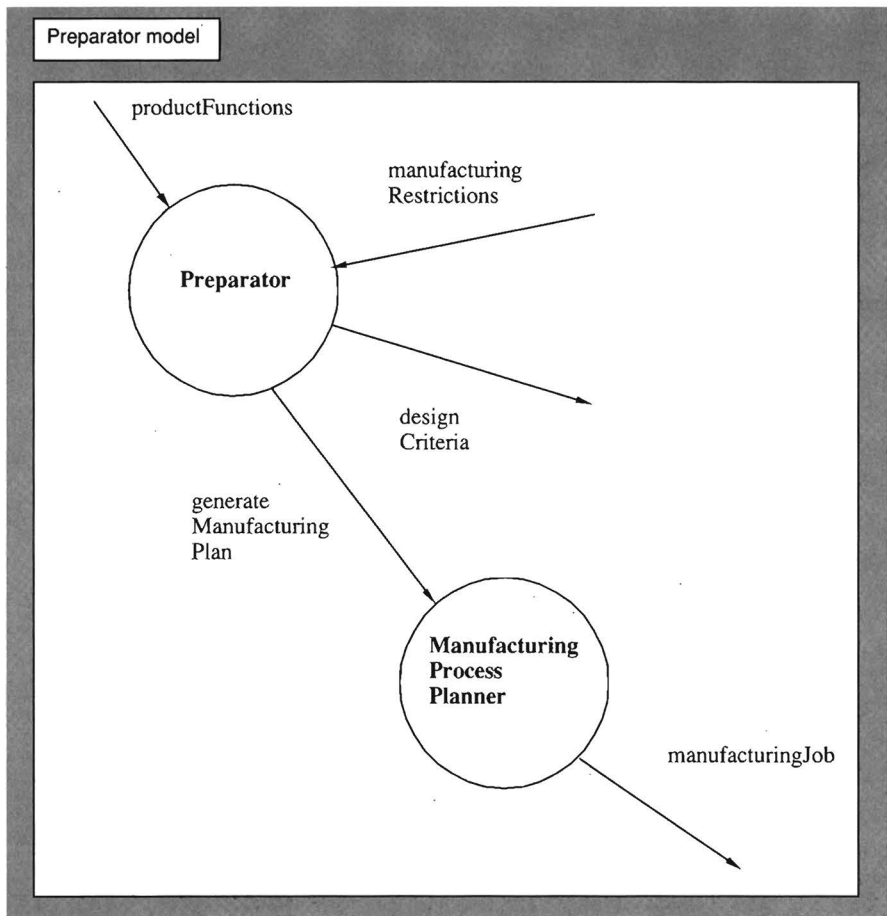 Preparator model
productFunctions
manufacturing
Restrictions
Preparator
design
Criteria
generate
Manufacturing
Plan
Manufacturing
Process
Planner
manufacturingJob